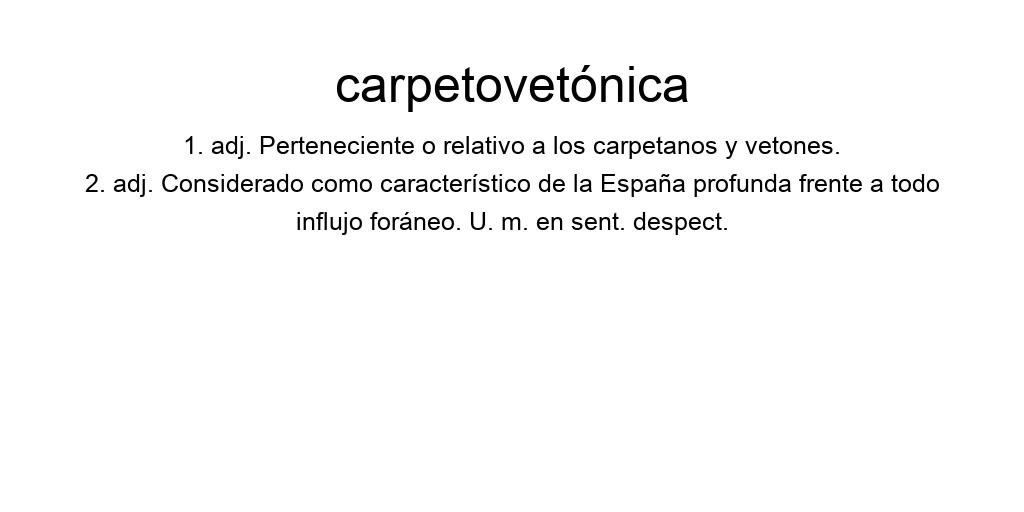 carpetovetónica
1. adj. Perteneciente o relativo a los carpetanos y vetones.
2. adj. Considerado como característico de la España profunda frente a todo
influjo foráneo. U. m. en sent. despect.